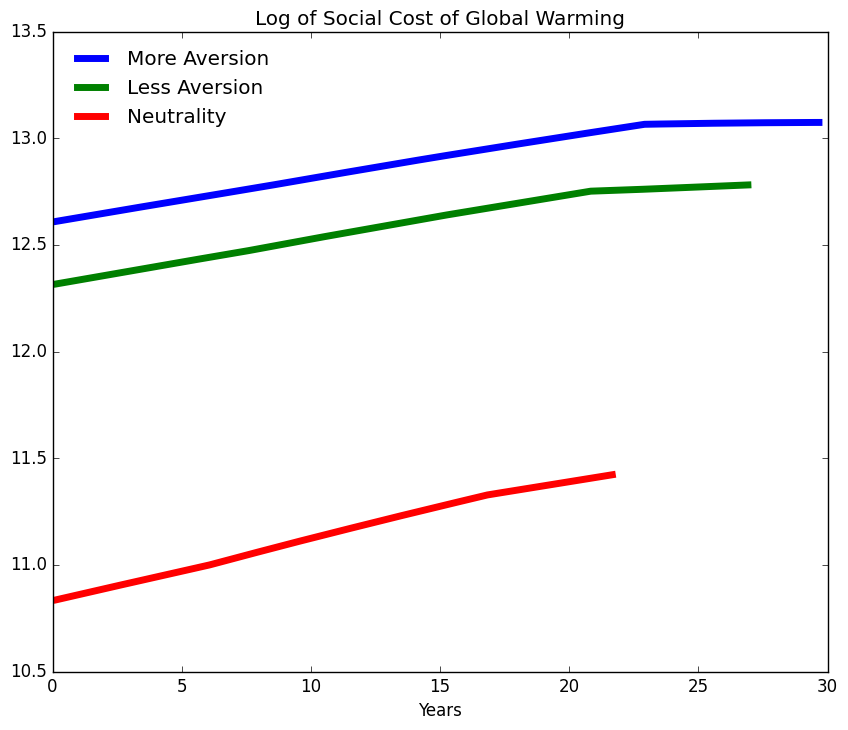 Log of Social Cost of Global Warming
13.5
More Aversion
Less Aversion
Neutrality
13.0
12.5
12.0
11.5
11.0
10.5
0 5 10 15 20 25 30
Years